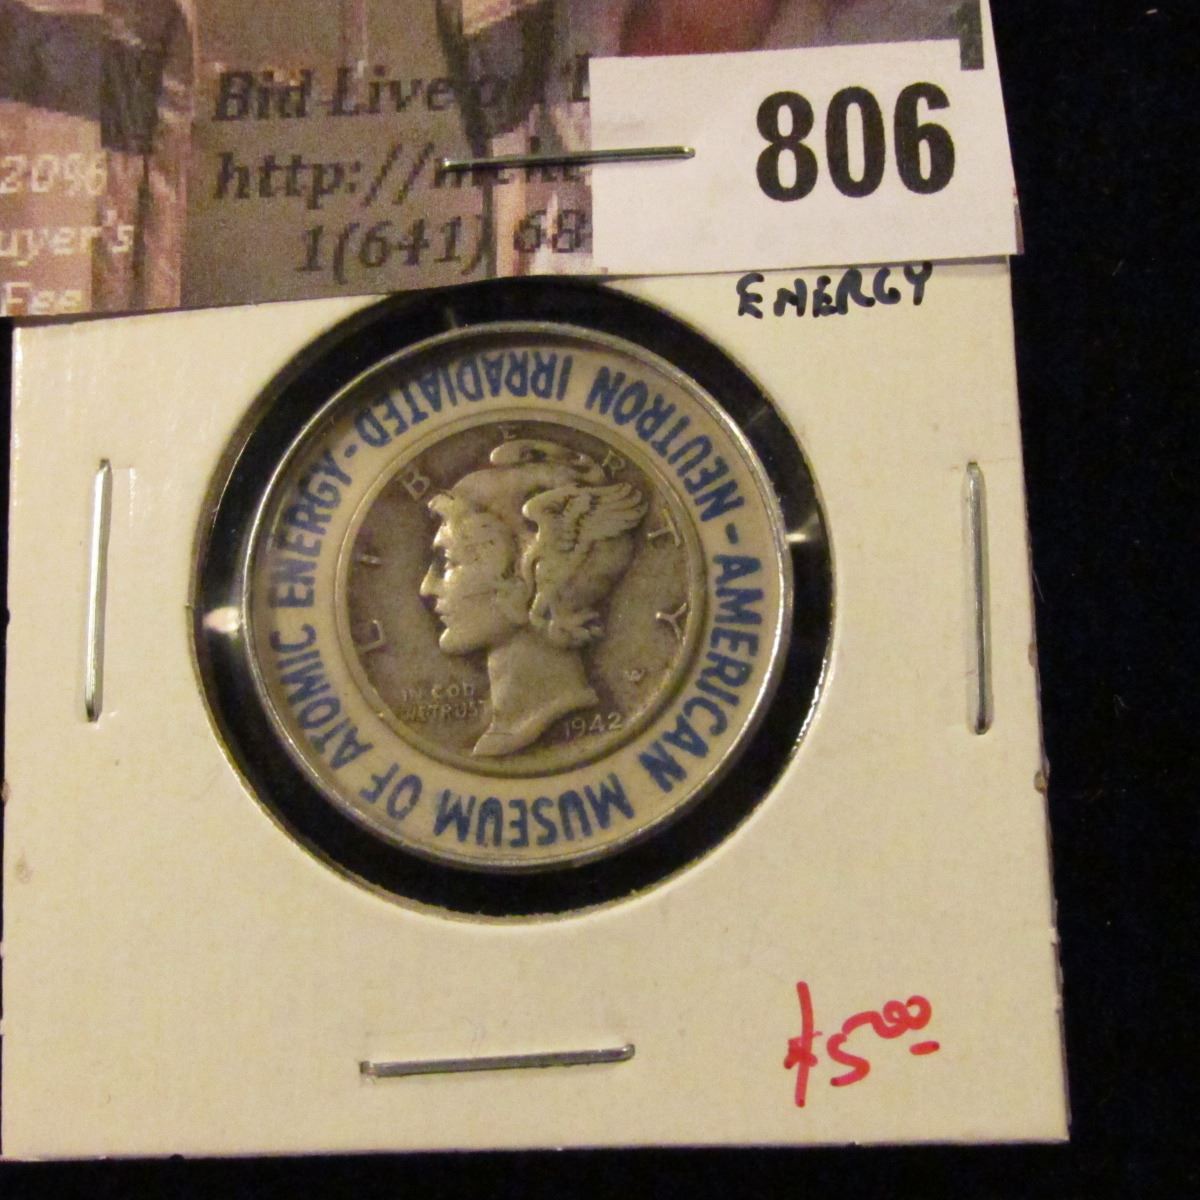 Bid Live
806
20%
http://
uyer's
1(641) 68
Fee
ENERGY
AMERICAN MUSEUM OF ATOMIC ENERGY - NEUTRON IRRADIATED -
LIBERTY
IN GOD
WE TRUST
1942
$5.00